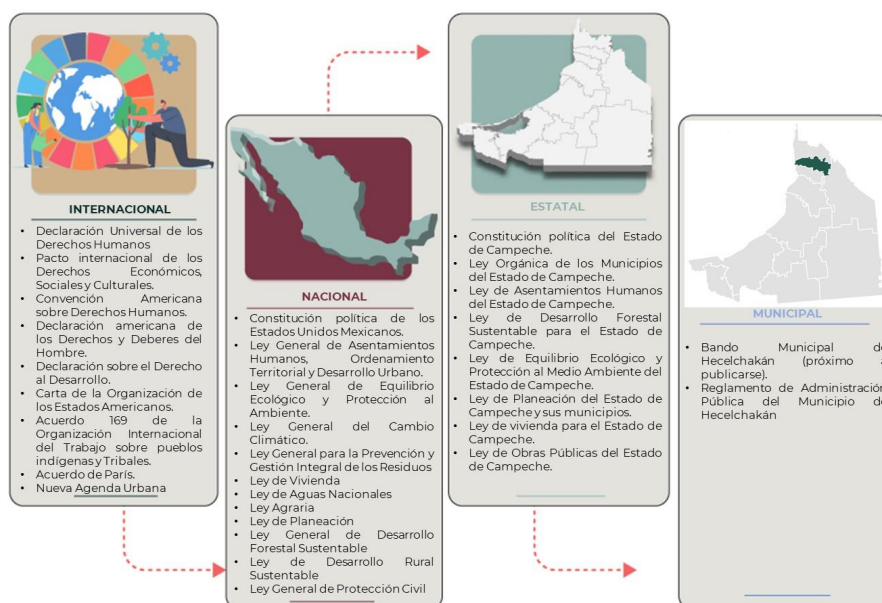 INTERNACIONAL
• Declaración Universal de los
Derechos Humanos
• Pacto internacional de los
Derechos Económicos,
Sociales y Culturales.
• Convención Americana
sobre Derechos Humanos.
• Declaración americana de
los Derechos y Deberes del
Hombre.
• Declaración sobre el Derecho
al Desarrollo.
• Carta de la Organización de
los Estados Americanos.
• Acuerdo 169 de la
Organización Internacional
del Trabajo sobre pueblos
indígenas y Tribales.
• Acuerdo de París.
• Nueva Agenda Urbana
NACIONAL
• Constitución política de los
Estados Unidos Mexicanos.
• Ley General de Asentamientos
Humanos, Ordenamiento
Territorial y Desarrollo Urbano.
• Ley General de Equilibrio
Ecológico y Protección al
Ambiente.
• Ley General del Cambio
Climático.
• Ley General para la Prevención y
Gestión Integral de los Residuos
• Ley de Vivienda
• Ley de Aguas Nacionales
• Ley Agraria
• Ley de Planeación
• Ley General de Desarrollo
Forestal Sustentable
• Ley de Desarrollo Rural
Sustentable
• Ley General de Protección Civil
ESTATAL
• Constitución política del Estado
de Campeche.
• Ley Orgánica de los Municipios
del Estado de Campeche.
• Ley de Asentamientos Humanos
del Estado de Campeche.
• Ley de Desarrollo Forestal
Sustentable para el Estado de
Campeche.
• Ley de Equilibrio Ecológico y
Protección al Medio Ambiente del
Estado de Campeche.
• Ley de Planeación del Estado de
Campeche y sus municipios.
• Ley de vivienda para el Estado de
Campeche.
• Ley de Obras Públicas del Estado
de Campeche.
MUNICIPAL
• Bando Municipal de
Hecelchakán (próximo a
publicarse).
• Reglamento de Administración
Pública del Municipio de
Hecelchakán